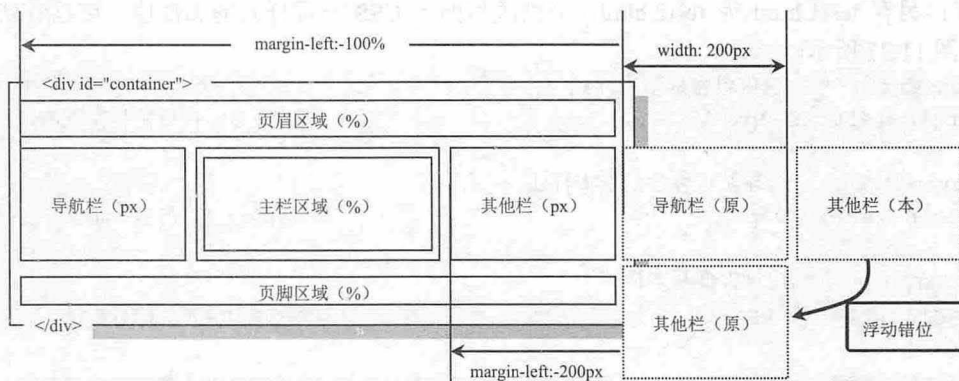 margin-left:-100%
width: 200px
<div id="container">
页眉区域（%）
导航栏（px）
主栏区域（%）
其他栏（px）
导航栏（原）
其他栏（本）
页脚区域（%）
</div>
其他栏（原）
浮动错位
margin-left:-200px